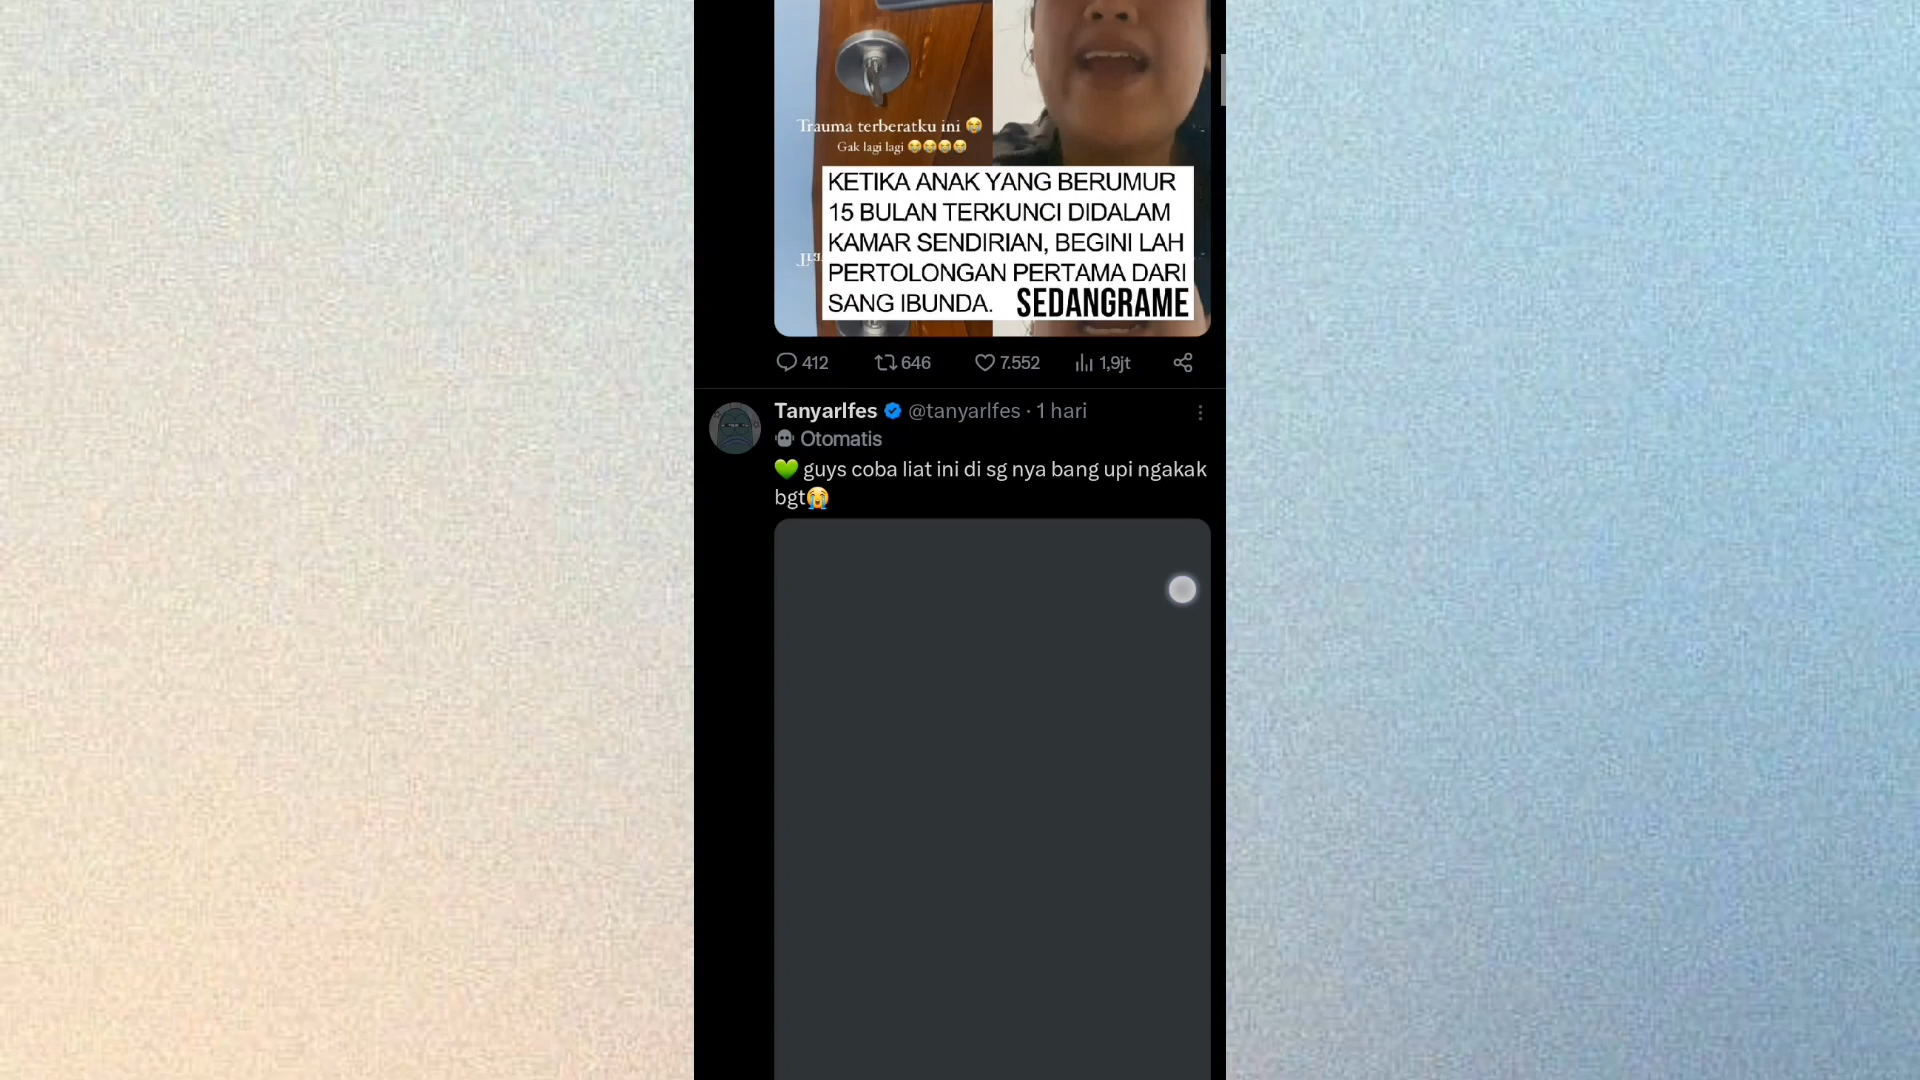 Trauma terberatku ini 😭
Gak lagi lagi 😭😭😭😭
KETIKA ANAK YANG BERUMUR
15 BULAN TERKUNCI DIDALAM
KAMAR SENDIRIAN, BEGINI LAH
PERTOLONGAN PERTAMA DARI
SANG IBUNDA. SEDANGRAME
412 646 7.552 1,9jt
Tanyarlfes @tanyarlfes · 1 hari
Otomatis
💚 guys coba liat ini di sg nya bang upi ngakak
bgt😭